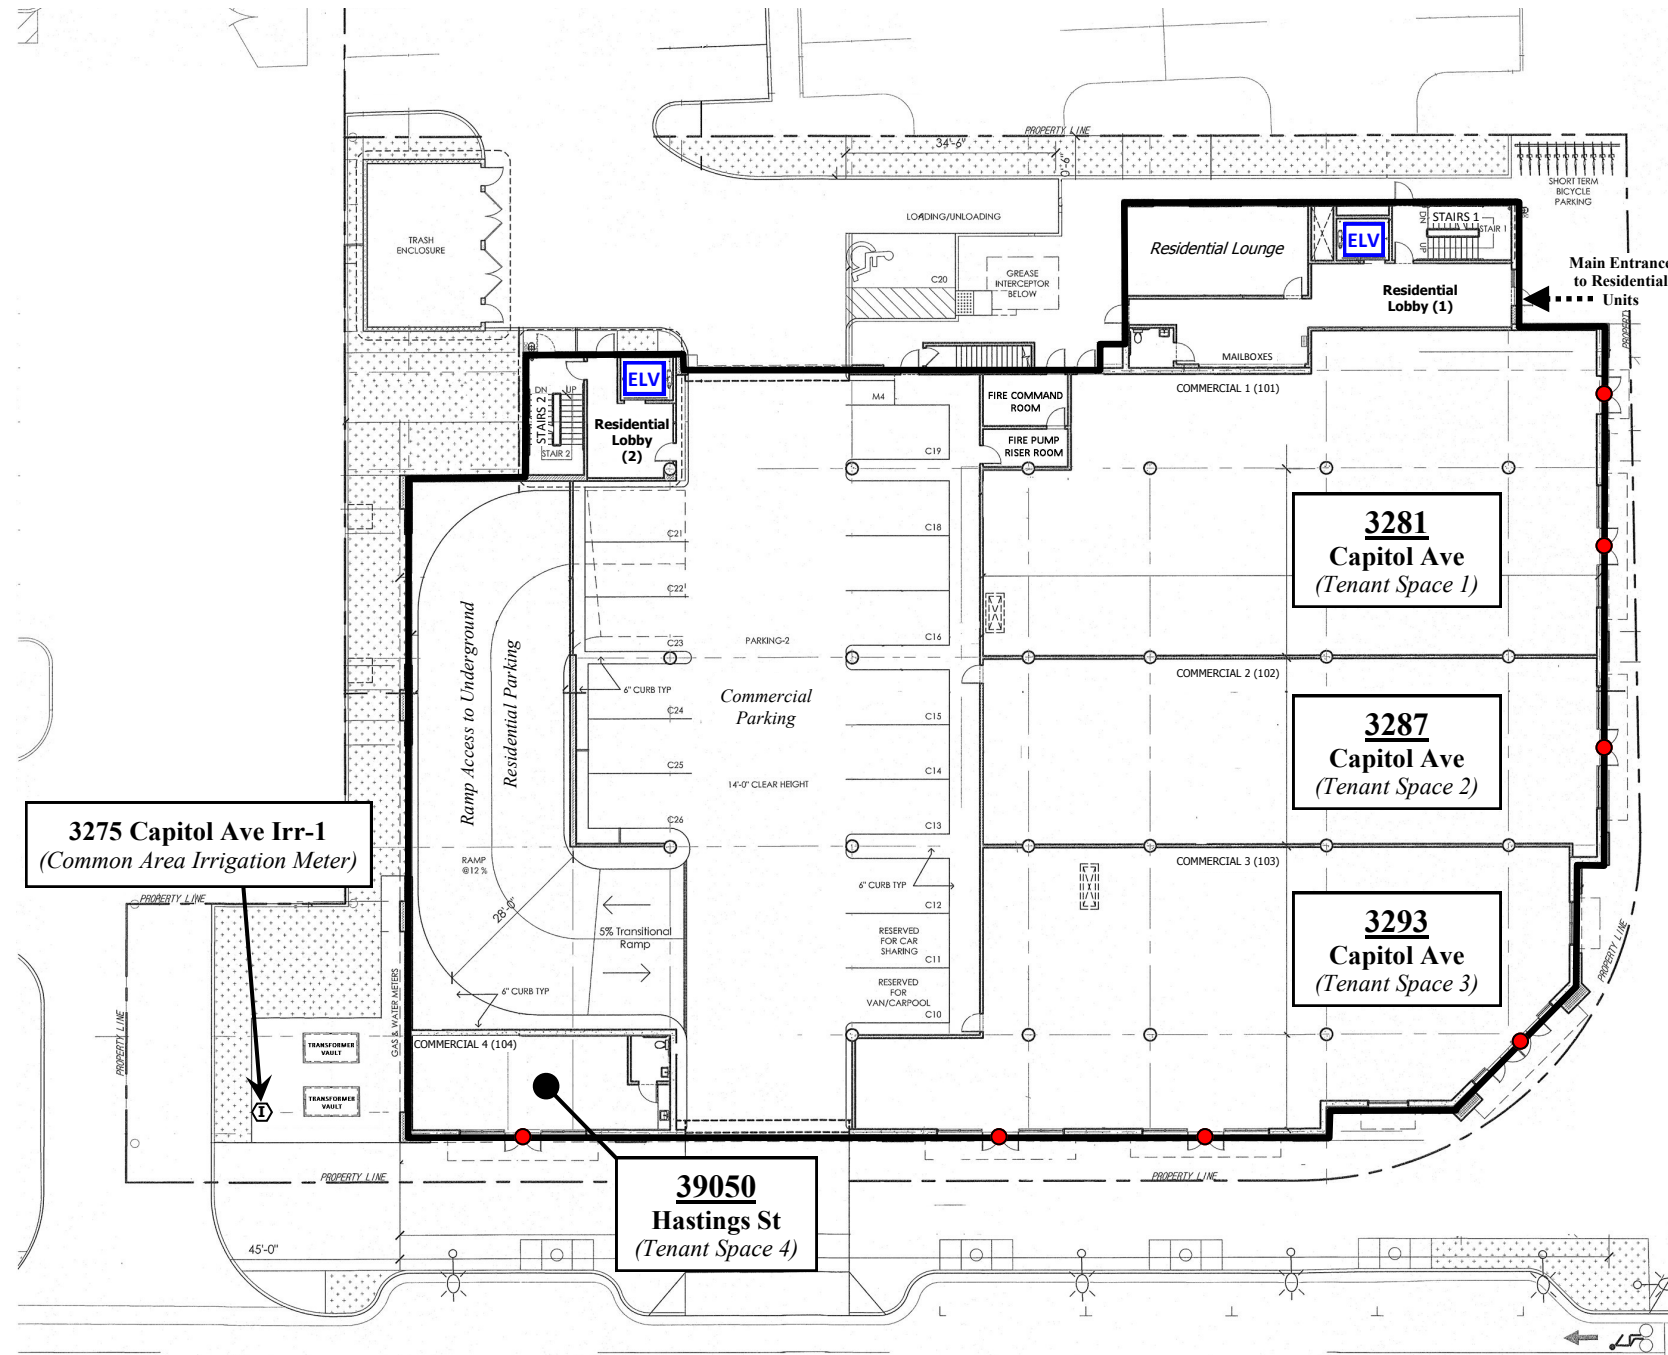 PROPERTY LINE
34'-6"
0'-6"
SHORT TERM
BICYCLE
PARKING
TRASH
ENCLOSURE
LOADING/UNLOADING
C20
GREASE
INTERCEPTOR
BELOW
Residential Lounge
ELV
DN
UP
STAIRS 1
STAIR 1
Main Entrance
to Residential
Units
Residential
Lobby (1)
PROPERTY
MAILBOXES
COMMERCIAL 1 (101)
ELV
DN
UP
STAIRS 2
STAIR 2
Residential
Lobby
(2)
M4
FIRE COMMAND
ROOM
FIRE PUMP
RISER ROOM
C19
C18
C21
C22
C16
C23
PARKING-2
3281
Capitol Ave
(Tenant Space 1)
Ramp Access to Underground
Residential Parking
6" CURB TYP
Commercial
Parking
C24
C15
C25
C14
14'-0" CLEAR HEIGHT
C26
C13
COMMERCIAL 2 (102)
3287
Capitol Ave
(Tenant Space 2)
3275 Capitol Ave Irr-1
(Common Area Irrigation Meter)
PROPERTY LINE
RAMP
@12 %
28'-0"
6" CURB TYP
COMMERCIAL 3 (103)
C12
RESERVED
FOR CAR
SHARING
C11
RESERVED
FOR
VAN/CARPOOL
C10
5% Transitional
Ramp
6" CURB TYP
3293
Capitol Ave
(Tenant Space 3)
PROPERTY LINE
GAS & WATER METERS
PROPERTY LINE
TRANSFORMER
VAULT
TRANSFORMER
VAULT
I
COMMERCIAL 4 (104)
PROPERTY LINE
39050
Hastings St
(Tenant Space 4)
PROPERTY LINE
45'-0"